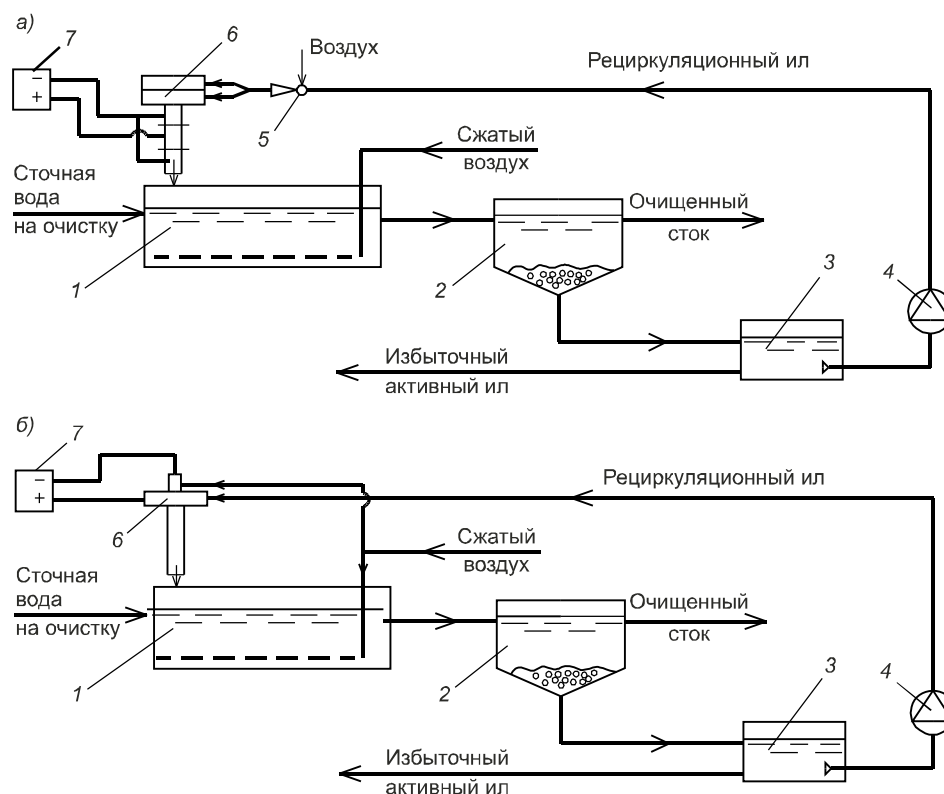 а)
7
6
Воздух
Рециркуляционный ил
−
+
5
Сжатый
воздух
Сточная
вода
на очистку
Очищенный
сток
1
2
3
4
Избыточный
активный ил
б)
7
−
+
Рециркуляционный ил
6
Сжатый
воздух
Сточная
вода
на очистку
Очищенный
сток
1
2
3
4
Избыточный
активный ил